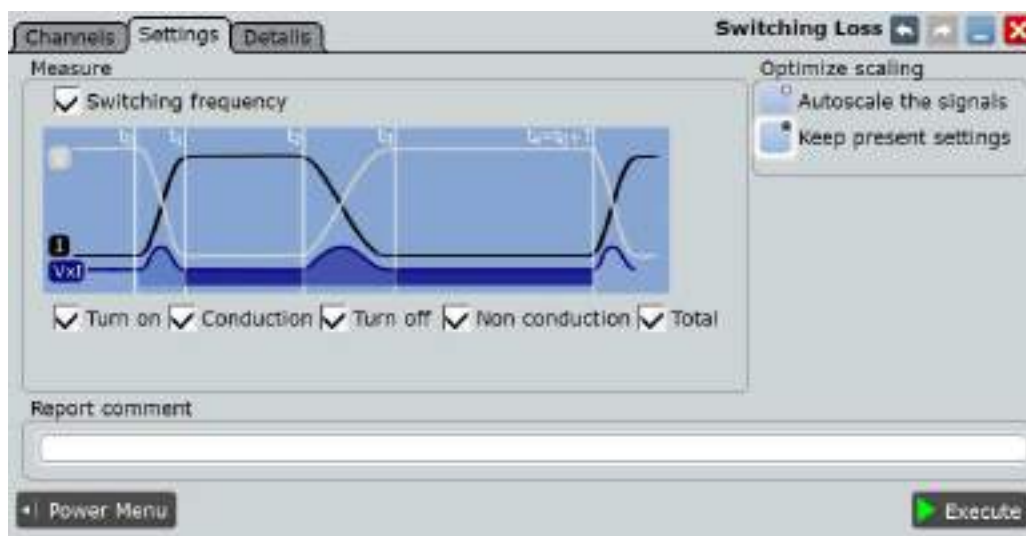 Channels Settings Details Switching Loss
Measure
Switching frequency
Optimize scaling
Autoscale the signals
Keep present settings
I
VxI
Turn on Conduction Turn off Non conduction Total
Report comment
Power Menu
Execute